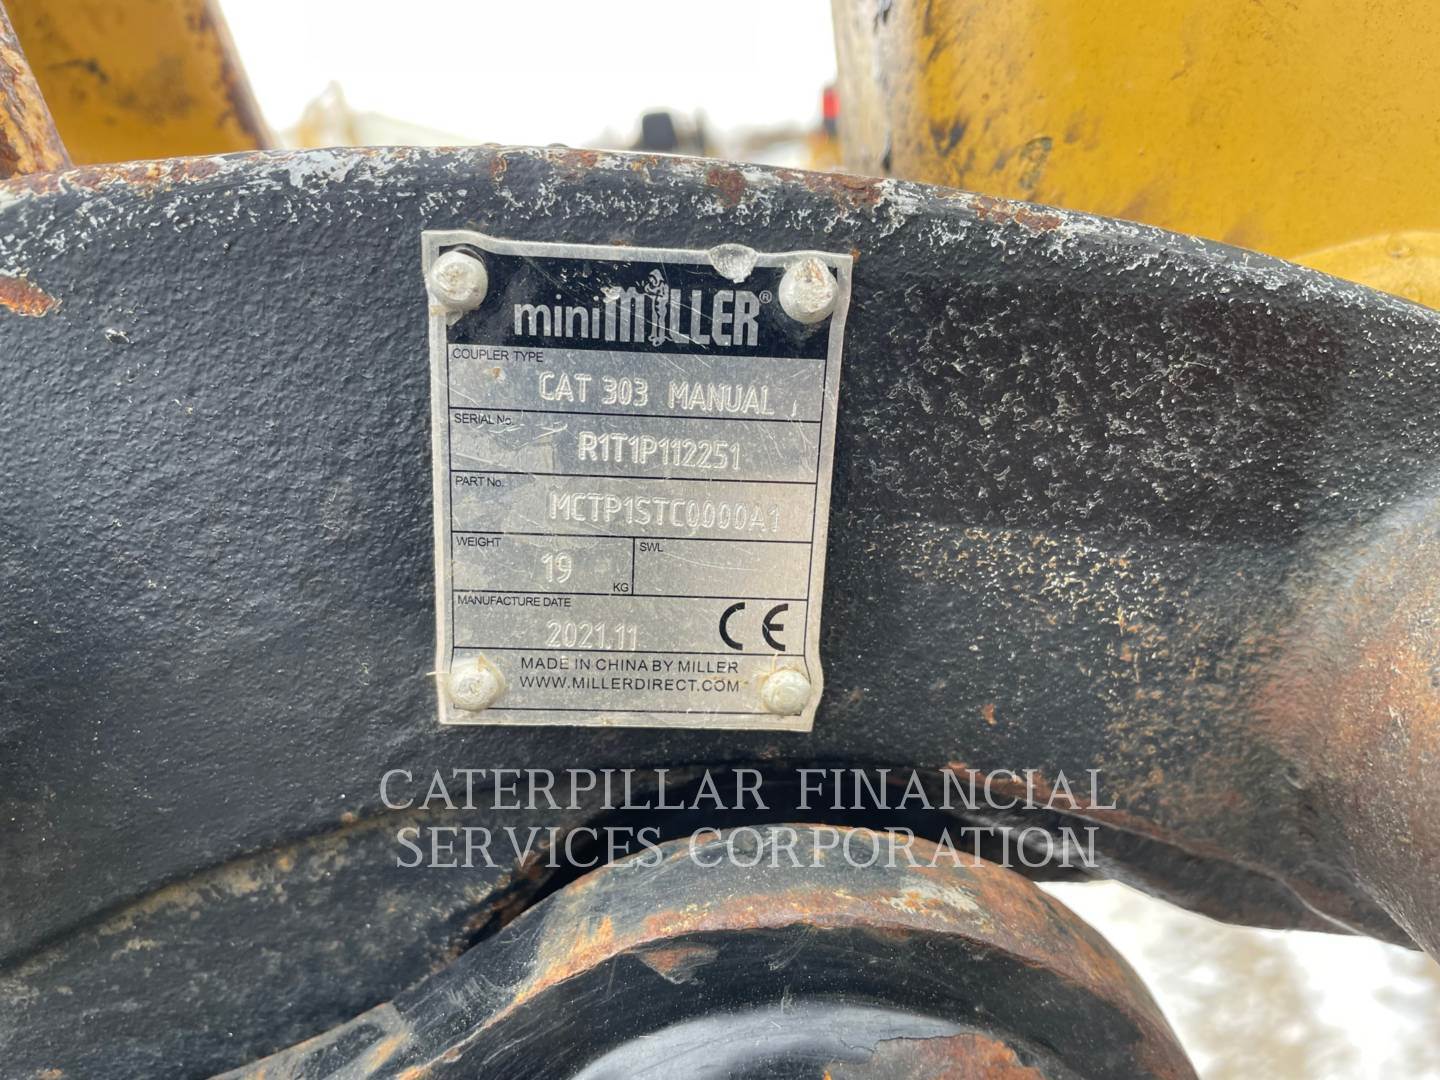 miniMILLER®
COUPLER TYPE
CAT 303 MANUAL
SERIAL No.
R1T1P112251
PART No.
MCTP1STC0000A1
WEIGHT
19
KG
SWL
MANUFACTURE DATE
2021.11
CE
MADE IN CHINA BY MILLER
WWW.MILLERDIRECT.COM
CATERPILLAR FINANCIAL
SERVICES CORPORATION